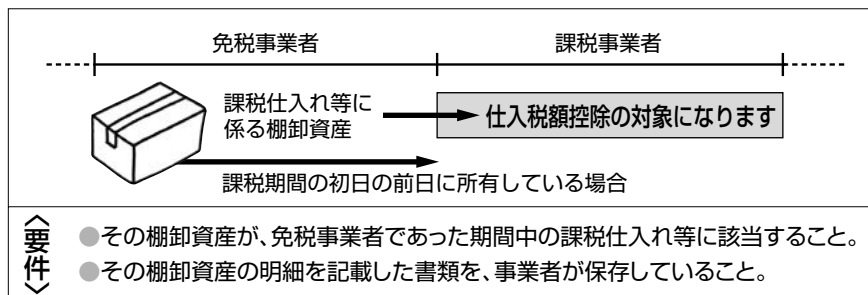 免税事業者
課税事業者
課税仕入れ等に
係る棚卸資産
仕入税額控除の対象になります
課税期間の初日の前日に所有している場合
〈要件〉
●その棚卸資産が、免税事業者であった期間中の課税仕入れ等に該当すること。
●その棚卸資産の明細を記載した書類を、事業者が保存していること。